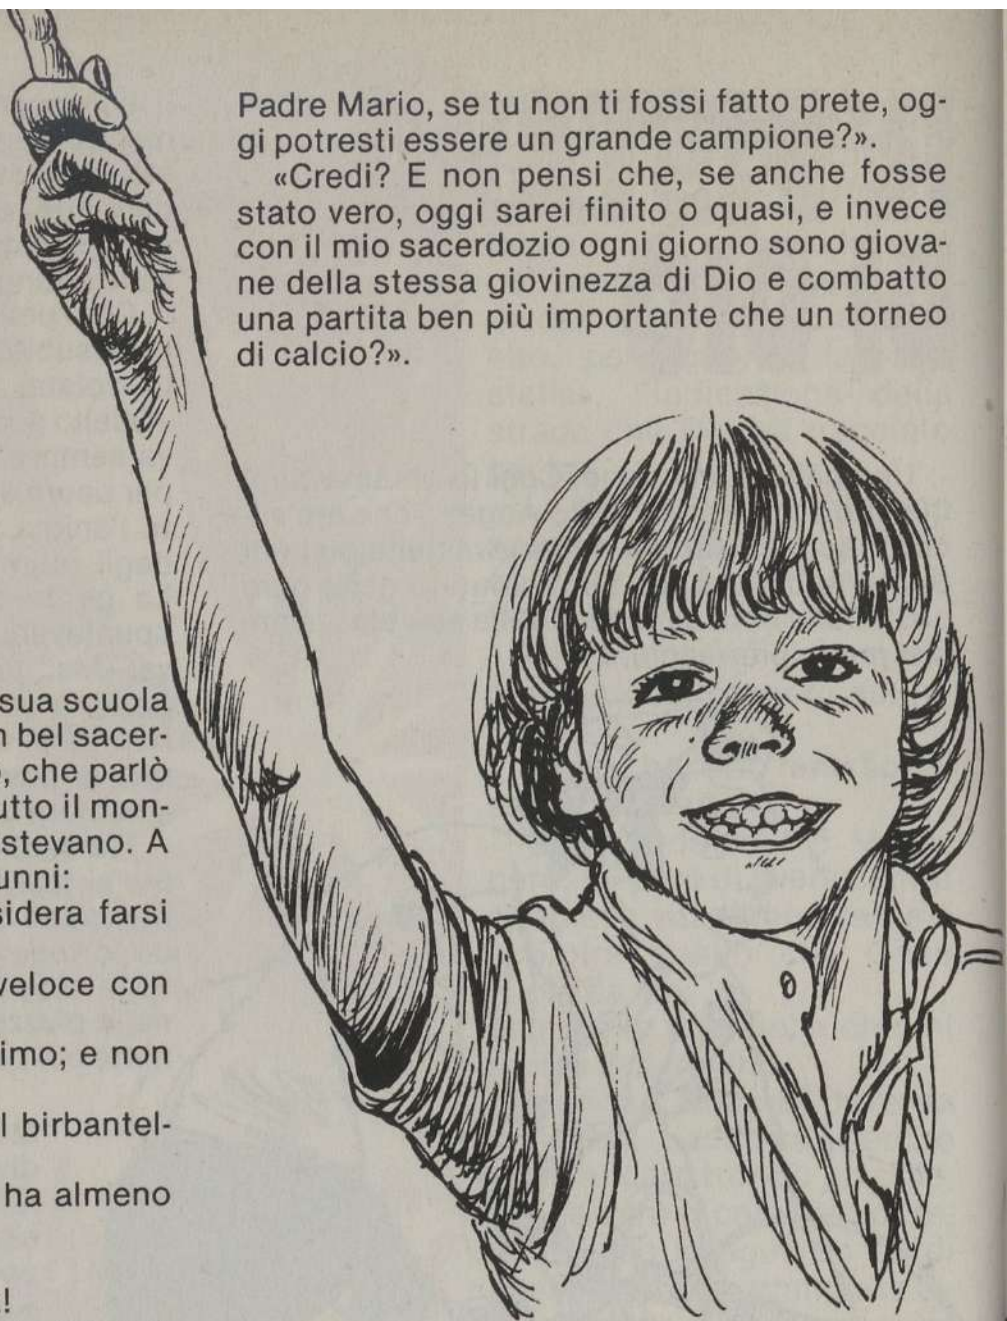 Padre Mario, se tu non ti fossi fatto prete, og-
gi potresti essere un grande campione?».
«Credi? E non pensi che, se anche fosse
stato vero, oggi sarei finito o quasi, e invece
con il mio sacerdozio ogni giorno sono giova-
ne della stessa giovinezza di Dio e combatto
una partita ben più importante che un torneo
di calcio?».
sua scuola
n bel sacer-
o, che parlò
utto il mon-
stevano. A
unni:
sidera farsi
veloce con
imo; e non
l birbantel-
ha almeno
!